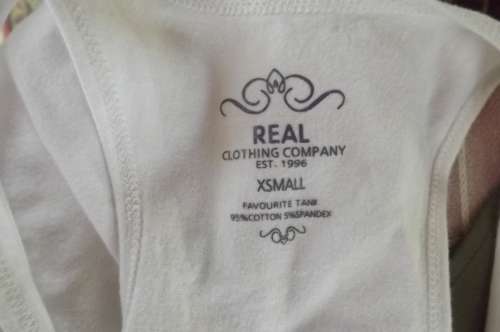 REAL
CLOTHING COMPANY
EST. 1996
XSMALL
FAVOURITE TANK
95%COTTON 5%SPANDEX